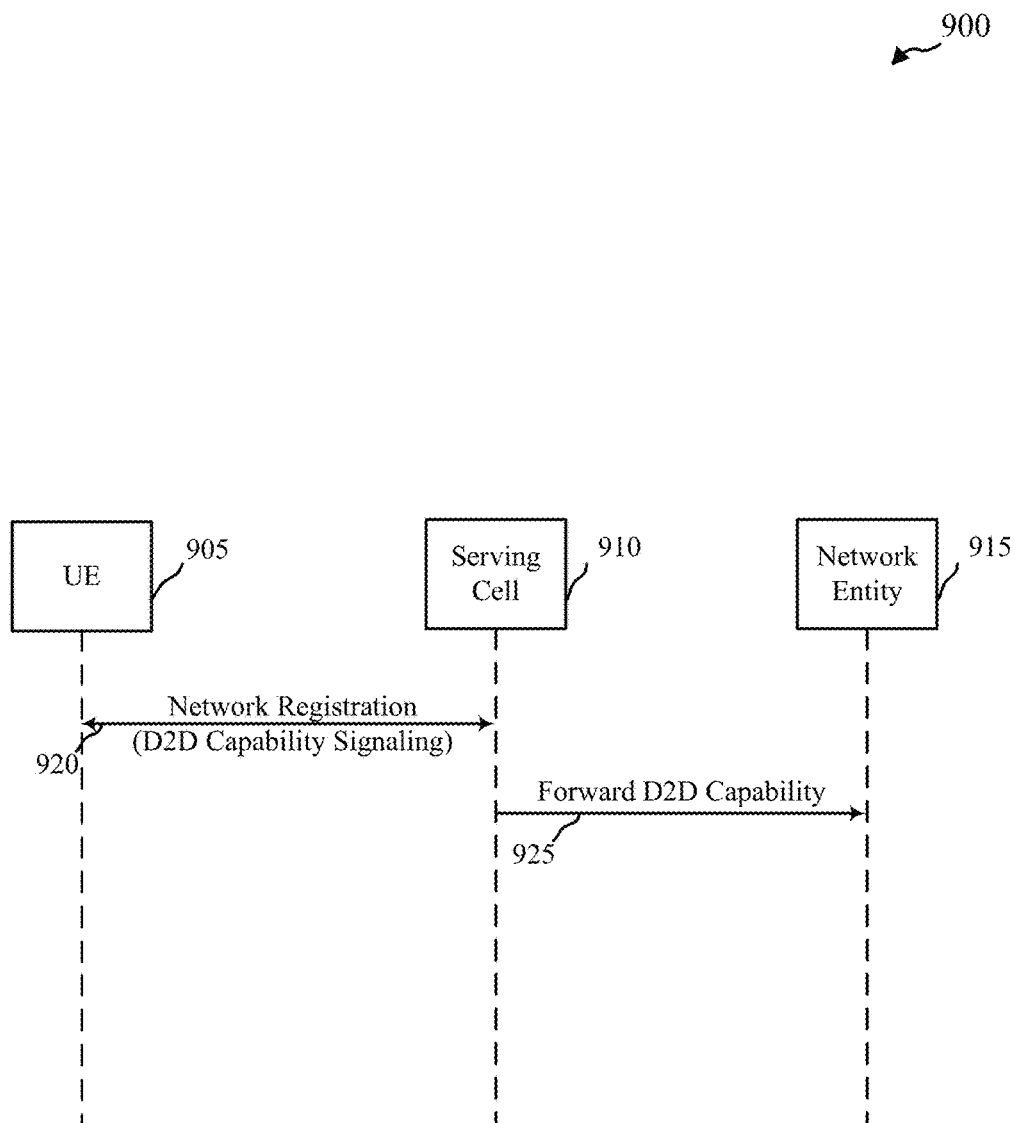 900
UE
905
Serving
Cell
910
Network
Entity
915
Network Registration
(D2D Capability Signaling)
920
Forward D2D Capability
925